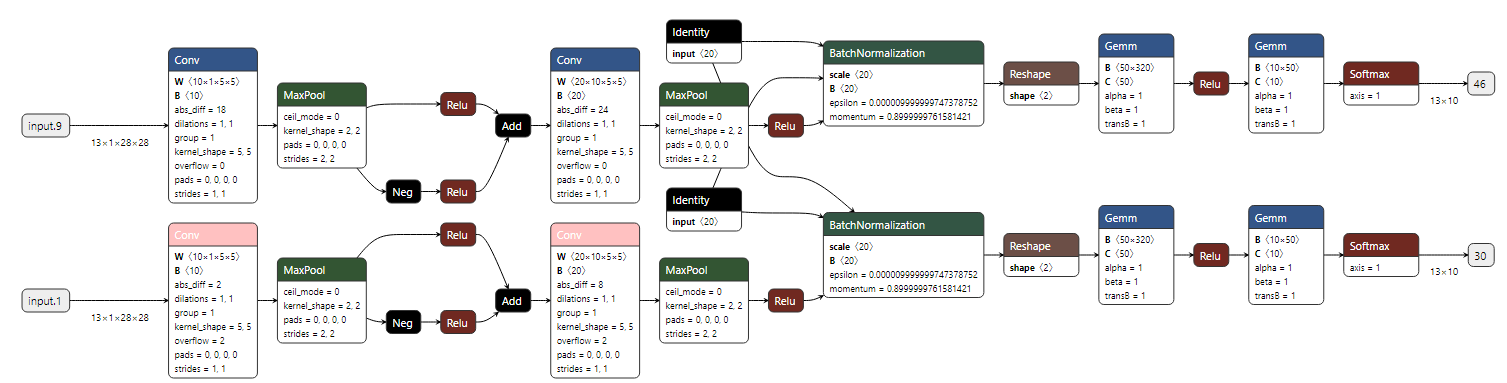 input.9
13×1×28×28
Conv
W ⟨10×1×5×5⟩
B ⟨10⟩
abs_diff = 18
dilations = 1, 1
group = 1
kernel_shape = 5, 5
overflow = 0
pads = 0, 0, 0, 0
strides = 1, 1
MaxPool
ceil_mode = 0
kernel_shape = 2, 2
pads = 0, 0, 0, 0
strides = 2, 2
Relu
Neg
Relu
Add
Conv
W ⟨20×10×5×5⟩
B ⟨20⟩
abs_diff = 24
dilations = 1, 1
group = 1
kernel_shape = 5, 5
overflow = 0
pads = 0, 0, 0, 0
strides = 1, 1
Identity
input ⟨20⟩
MaxPool
ceil_mode = 0
kernel_shape = 2, 2
pads = 0, 0, 0, 0
strides = 2, 2
Relu
BatchNormalization
scale ⟨20⟩
B ⟨20⟩
epsilon = 0.000009999999747378752
momentum = 0.8999999761581421
Reshape
shape ⟨2⟩
Gemm
B ⟨50×320⟩
C ⟨50⟩
alpha = 1
beta = 1
transB = 1
Relu
Gemm
B ⟨10×50⟩
C ⟨10⟩
alpha = 1
beta = 1
transB = 1
Softmax
axis = 1
13×10
46
input.1
13×1×28×28
Conv
W ⟨10×1×5×5⟩
B ⟨10⟩
abs_diff = 2
dilations = 1, 1
group = 1
kernel_shape = 5, 5
overflow = 2
pads = 0, 0, 0, 0
strides = 1, 1
MaxPool
ceil_mode = 0
kernel_shape = 2, 2
pads = 0, 0, 0, 0
strides = 2, 2
Relu
Neg
Relu
Add
Conv
W ⟨20×10×5×5⟩
B ⟨20⟩
abs_diff = 8
dilations = 1, 1
group = 1
kernel_shape = 5, 5
overflow = 2
pads = 0, 0, 0, 0
strides = 1, 1
Identity
input ⟨20⟩
MaxPool
ceil_mode = 0
kernel_shape = 2, 2
pads = 0, 0, 0, 0
strides = 2, 2
Relu
BatchNormalization
scale ⟨20⟩
B ⟨20⟩
epsilon = 0.000009999999747378752
momentum = 0.8999999761581421
Reshape
shape ⟨2⟩
Gemm
B ⟨50×320⟩
C ⟨50⟩
alpha = 1
beta = 1
transB = 1
Relu
Gemm
B ⟨10×50⟩
C ⟨10⟩
alpha = 1
beta = 1
transB = 1
Softmax
axis = 1
13×10
30